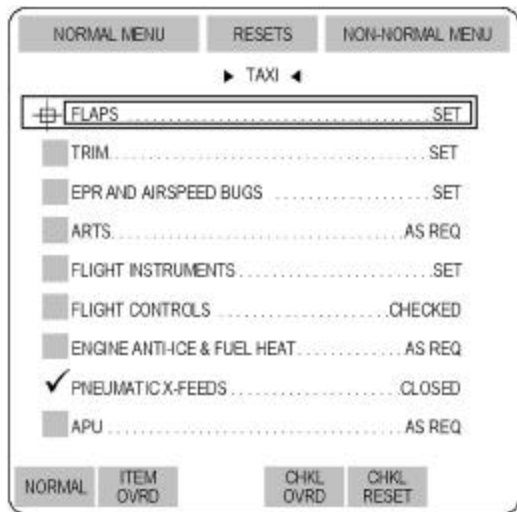 NORMAL MENU RESETS NON-NORMAL MENU
▶ TAXI ◀
FLAPS.......................................SET
TRIM.......................................SET
EPR AND AIRSPEED BUGS ....................SET
ARTS.......................................AS REQ
FLIGHT INSTRUMENTS.........................SET
FLIGHT CONTROLS .......................CHECKED
ENGINE ANTI-ICE & FUEL HEAT.............AS REQ
✓ PNEUMATIC X-FEEDS.....................CLOSED
APU .......................................AS REQ
NORMAL ITEM OVRD CHKL OVRD CHKL RESET